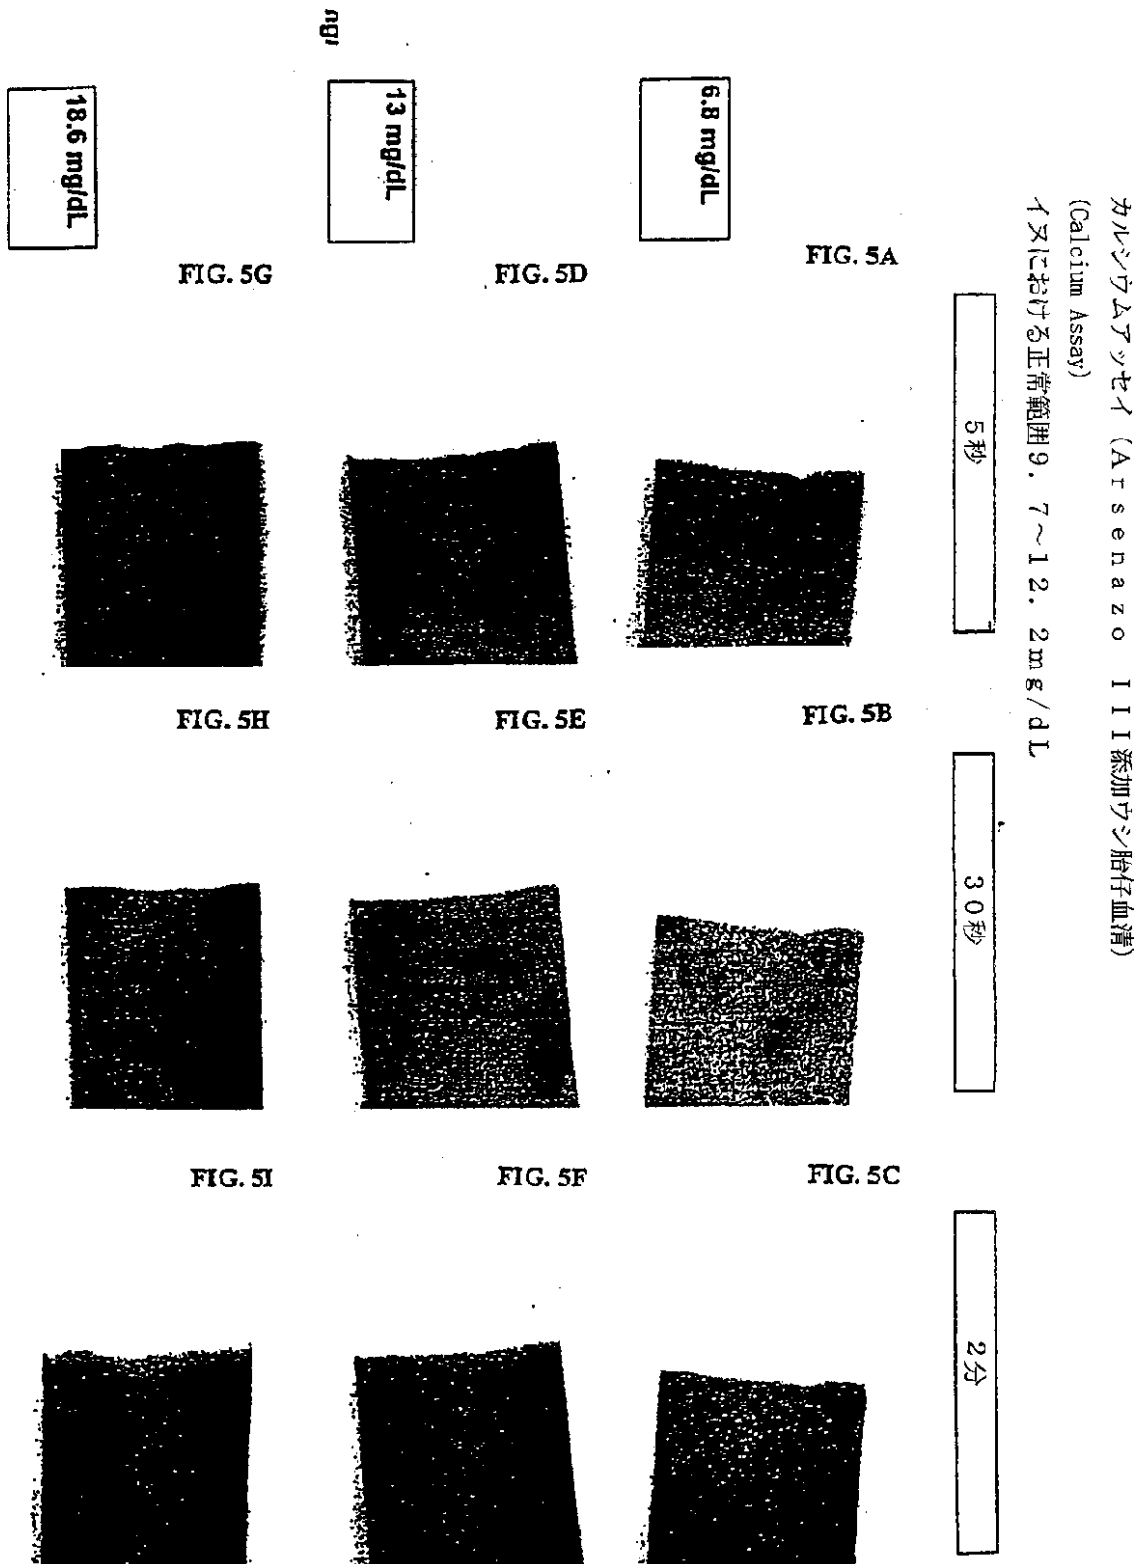 カルシウムアッセイ（Arsenazo III添加ウシ胎仔血清）
(Calcium Assay)
イヌにおける正常範囲9．7～12．2mg/dL
5秒
30秒
2分
FIG. 5A
FIG. 5B
FIG. 5C
6.8 mg/dL
FIG. 5D
FIG. 5E
FIG. 5F
13 mg/dL
FIG. 5G
FIG. 5H
FIG. 5I
18.6 mg/dL